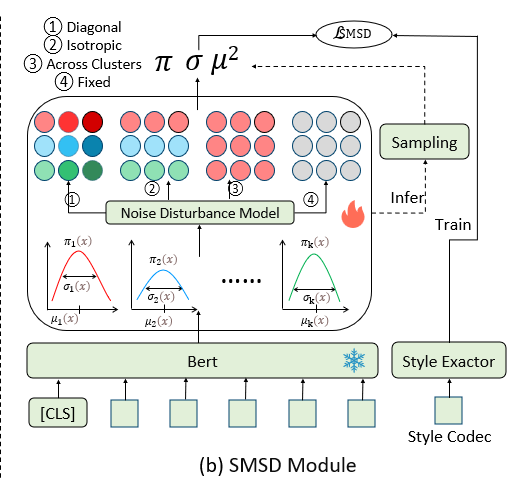 ① Diagonal
② Isotropic
③ Across Clusters
④ Fixed
π σ μ²
ℒMSD
Sampling
① ② ③ ④
Noise Disturbance Model
Infer
Train
π₁(x)
σ₁(x)
μ₁(x)
π₂(x)
σ₂(x)
μ₂(x)
......
πk(x)
σk(x)
μk(x)
Bert
Style Exactor
[CLS]
Style Codec
(b) SMSD Module